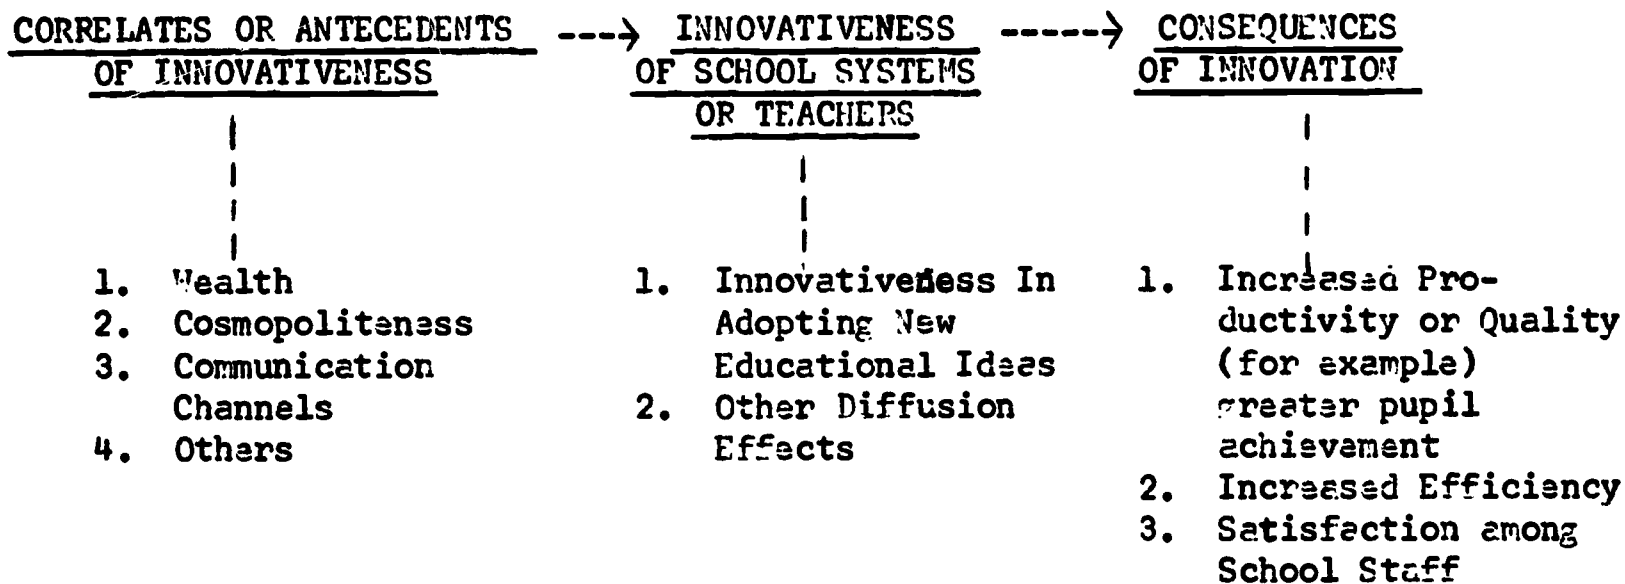 CORRELATES OR ANTECEDENTS
OF INNOVATIVENESS
INNOVATIVENESS
OF SCHOOL SYSTEMS
OR TEACHERS
CONSEQUENCES
OF INNOVATION
1. Wealth
2. Cosmopoliteness
3. Communication
Channels
4. Others
1. Innovativeness In
Adopting New
Educational Ideas
2. Other Diffusion
Effects
1. Increased Pro-
ductivity or Quality
(for example)
greater pupil
achievement
2. Increased Efficiency
3. Satisfaction among
School Staff